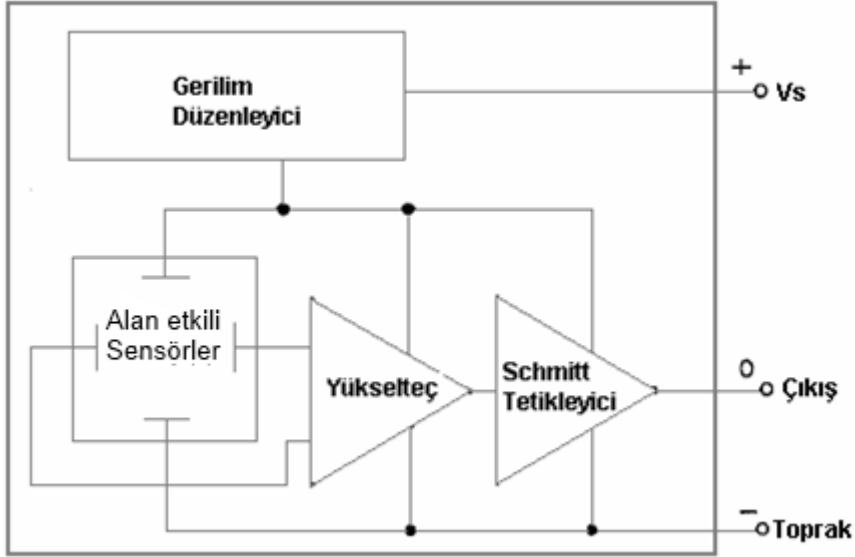 Gerilim
Düzenleyici
+
Vs
Alan etkili
Sensörler
Yükselteç
Schmitt
Tetikleyici
0
Çıkış
–
Toprak